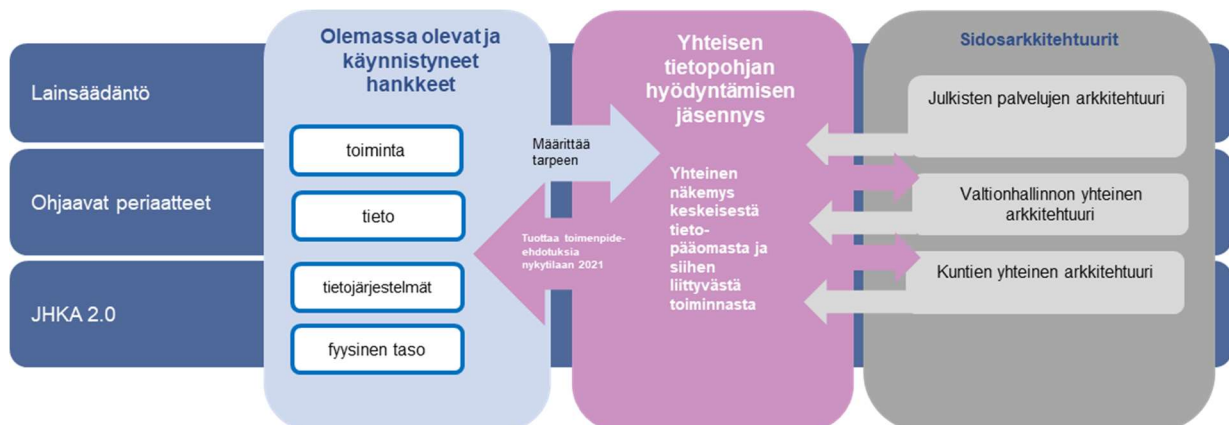 Lainsäädäntö
Ohjaavat periaatteet
JHKA 2.0
Olemassa olevat ja
käynnistyneet
hankkeet
toiminta
tieto
tietojärjestelmät
fyysinen taso
Määrittää
tarpeen
Tuottaa toimenpide-
ehdotuksia
nykytilaan 2021
Yhteisen
tietopohjan
hyödyntämisen
jäsennys
Yhteinen
näkemys
keskeisestä
tieto-
pääomasta ja
siihen
liittyvästä
toiminnasta
Sidosarkkitehtuurit
Julkisten palvelujen arkkitehtuuri
Valtionhallinnon yhteinen
arkkitehtuuri
Kuntien yhteinen arkkitehtuuri